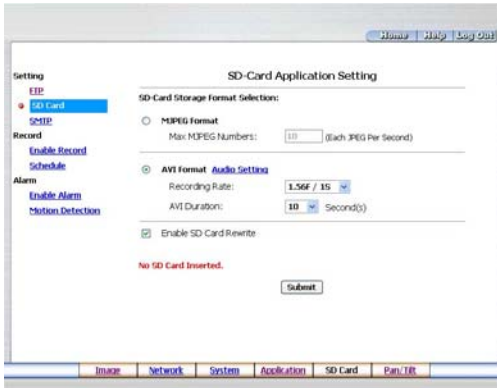 Home Help Log Out
Setting
FTP
SD Card
SMTP
Record
Enable Record
Schedule
Alarm
Enable Alarm
Motion Detection
SD-Card Application Setting
SD-Card Storage Format Selection:
MJPEG Format
Max MJPEG Numbers: 10 (Each JPEG Per Second)
AVI Format Audio Setting
Recording Rate: 1.56F / 1S
AVI Duration: 10 Second(s)
Enable SD Card Rewrite
No SD Card Inserted.
Submit
Image Network System Application SD Card Pan/Tilt